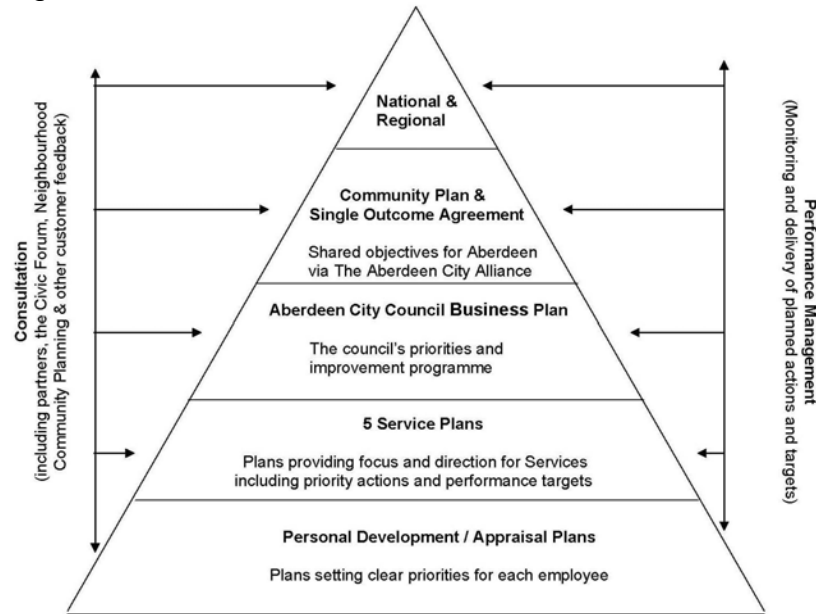 National &
Regional
Community Plan &
Single Outcome Agreement
Shared objectives for Aberdeen
via The Aberdeen City Alliance
Aberdeen City Council Business Plan
The council's priorities and
improvement programme
5 Service Plans
Plans providing focus and direction for Services
including priority actions and performance targets
Personal Development / Appraisal Plans
Plans setting clear priorities for each employee
Consultation
(including partners, the Civic Forum, Neighbourhood
Community Planning & other customer feedback)
Performance Management
(Monitoring and delivery of planned actions and targets)